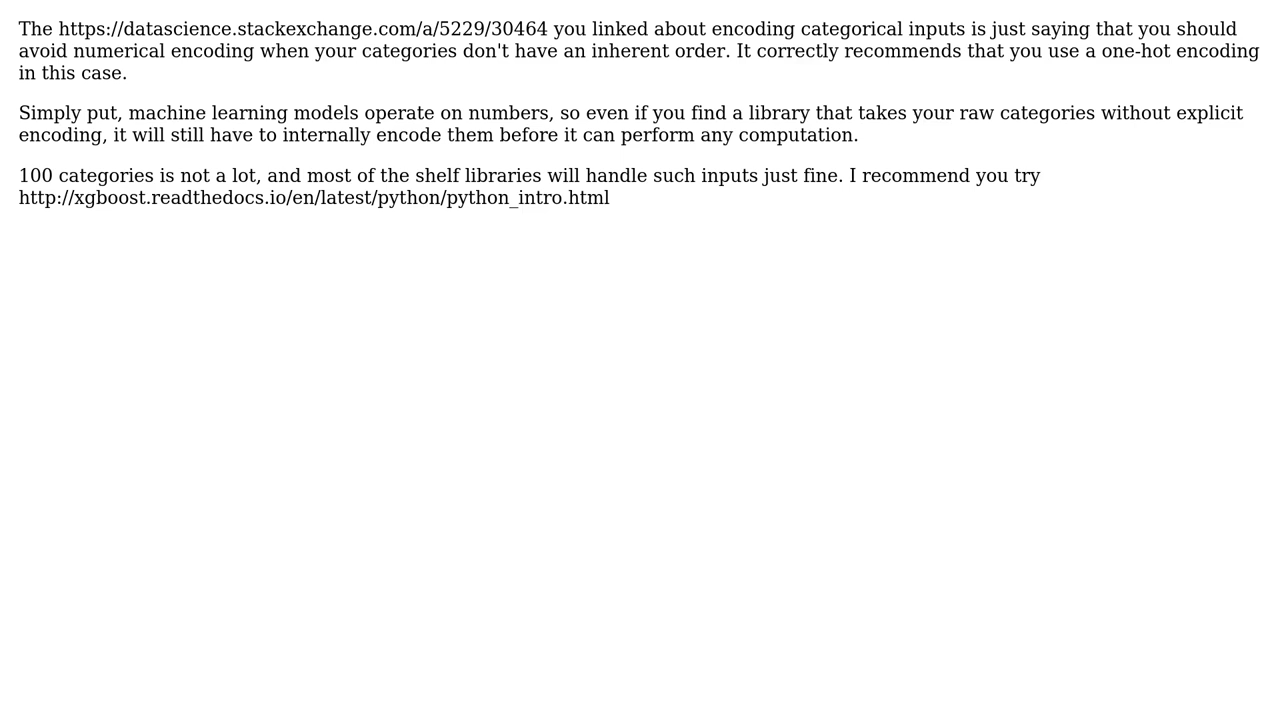 The https://datascience.stackexchange.com/a/5229/30464 you linked about encoding categorical inputs is just saying that you should
avoid numerical encoding when your categories don't have an inherent order. It correctly recommends that you use a one-hot encoding
in this case.
Simply put, machine learning models operate on numbers, so even if you find a library that takes your raw categories without explicit
encoding, it will still have to internally encode them before it can perform any computation.
100 categories is not a lot, and most of the shelf libraries will handle such inputs just fine. I recommend you try
http://xgboost.readthedocs.io/en/latest/python/python_intro.html